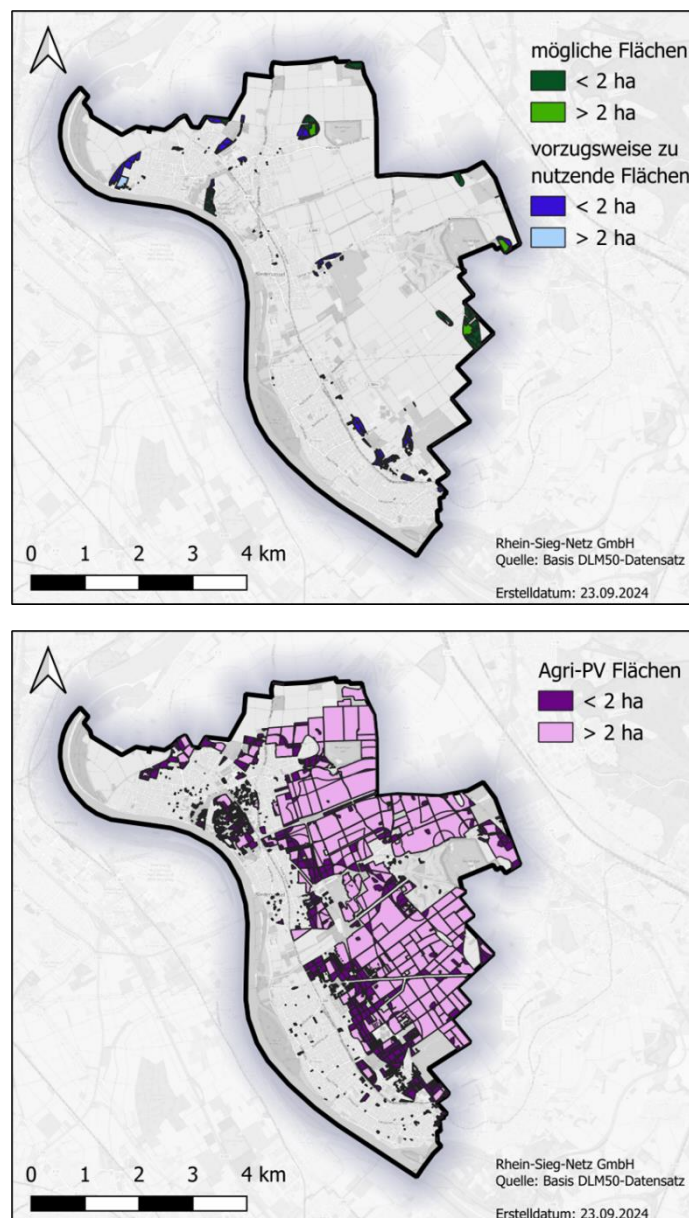 mögliche Flächen
< 2 ha
> 2 ha
vorzugsweise zu
nutzende Flächen
< 2 ha
> 2 ha
0 1 2 3 4 km
Rhein-Sieg-Netz GmbH
Quelle: Basis DLM50-Datensatz
Erstelldatum: 23.09.2024
Agri-PV Flächen
< 2 ha
> 2 ha
0 1 2 3 4 km
Rhein-Sieg-Netz GmbH
Quelle: Basis DLM50-Datensatz
Erstelldatum: 23.09.2024